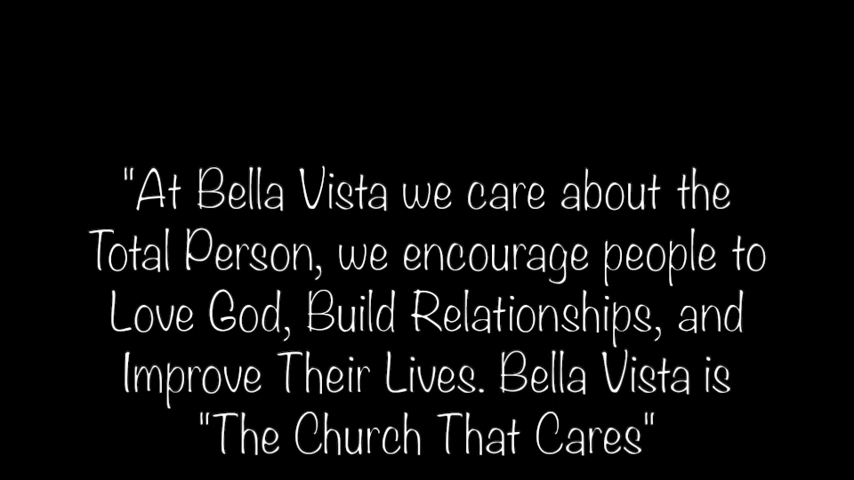 "At Bella Vista we care about the
Total Person, we encourage people to
Love God, Build Relationships, and
Improve Their Lives. Bella Vista is
"The Church That Cares"